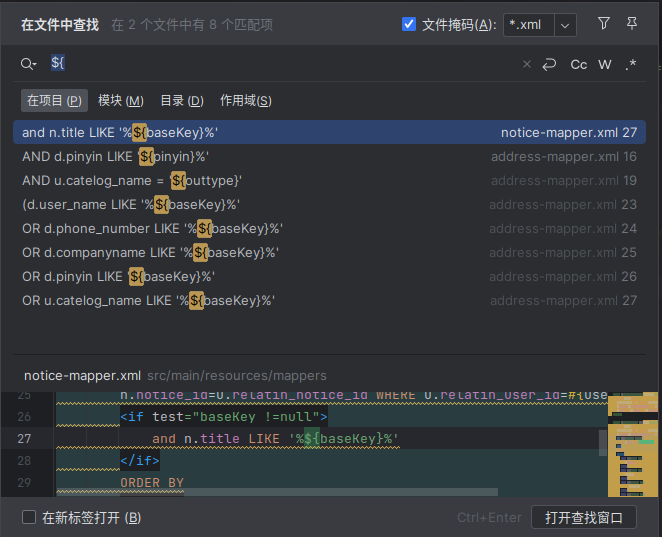 在文件中查找 在 2 个文件中有 8 个匹配项 文件掩码(A): *.xml
${ Cc W .*
在项目 (P) 模块 (M) 目录 (D) 作用域(S)
and n.title LIKE '%${baseKey}%' notice-mapper.xml 27
AND d.pinyin LIKE '${pinyin}%' address-mapper.xml 16
AND u.catelog_name = '${outtype}' address-mapper.xml 19
(d.user_name LIKE '%${baseKey}%' address-mapper.xml 23
OR d.phone_number LIKE '%${baseKey}%' address-mapper.xml 24
OR d.companyname LIKE '%${baseKey}%' address-mapper.xml 25
OR d.pinyin LIKE '${baseKey}%' address-mapper.xml 26
OR u.catelog_name LIKE '%${baseKey}%' address-mapper.xml 27
notice-mapper.xml src/main/resources/mappers
25 n.notice_id=u.relatin_notice_id WHERE u.relatin_user_id=#{use
26 <if test="baseKey !=null">
27 and n.title LIKE '%${baseKey}%'
28 </if>
29 ORDER BY
在新标签打开 (B) Ctrl+Enter 打开查找窗口